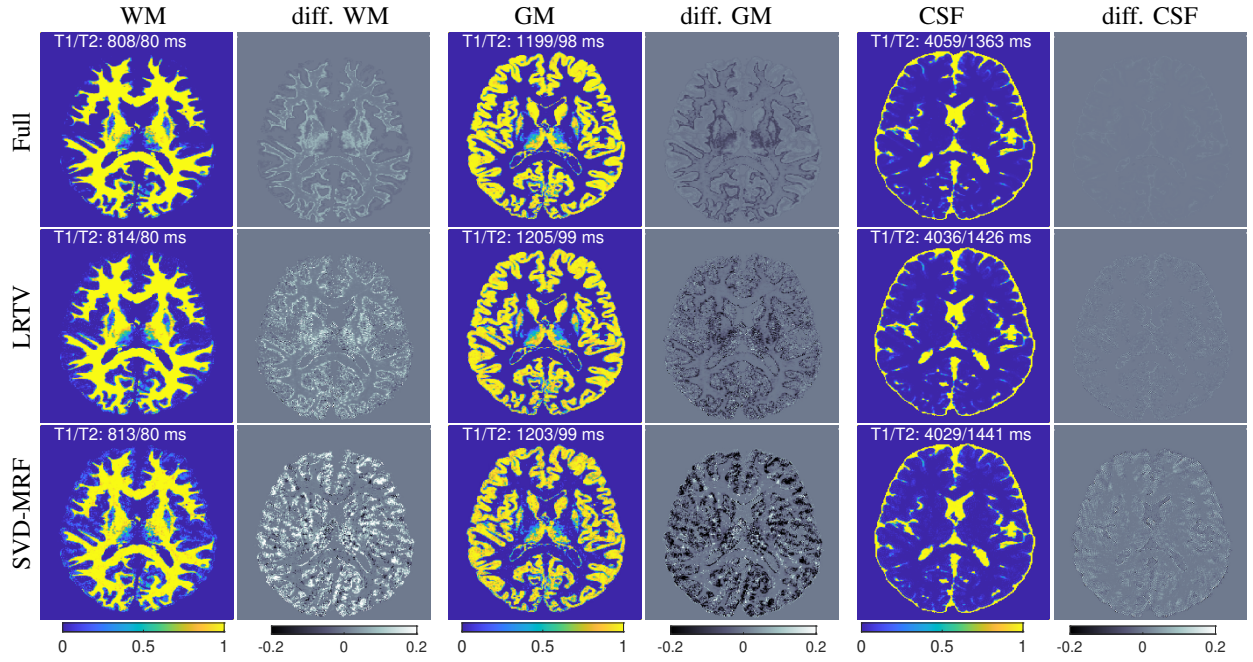 WM diff. WM GM diff. GM CSF diff. CSF
Full
T1/T2: 808/80 ms T1/T2: 1199/98 ms T1/T2: 4059/1363 ms
LRTV
T1/T2: 814/80 ms T1/T2: 1205/99 ms T1/T2: 4036/1426 ms
SVD-MRF
T1/T2: 813/80 ms T1/T2: 1203/99 ms T1/T2: 4029/1441 ms
0 0.5 1 -0.2 0 0.2 0 0.5 1 -0.2 0 0.2 0 0.5 1 -0.2 0 0.2